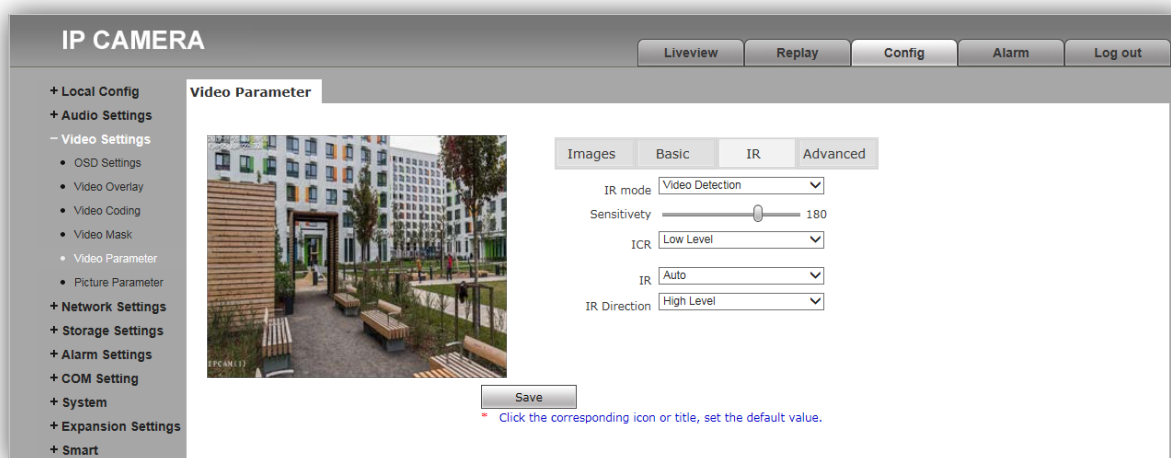 IP CAMERA
Liveview Replay Config Alarm Log out
+ Local Config
+ Audio Settings
− Video Settings
• OSD Settings
• Video Overlay
• Video Coding
• Video Mask
• Video Parameter
• Picture Parameter
+ Network Settings
+ Storage Settings
+ Alarm Settings
+ COM Setting
+ System
+ Expansion Settings
+ Smart
Video Parameter
IPCAM(1)
Images Basic IR Advanced
IR mode Video Detection
Sensitivety 180
ICR Low Level
IR Auto
IR Direction High Level
Save
* Click the corresponding icon or title, set the default value.